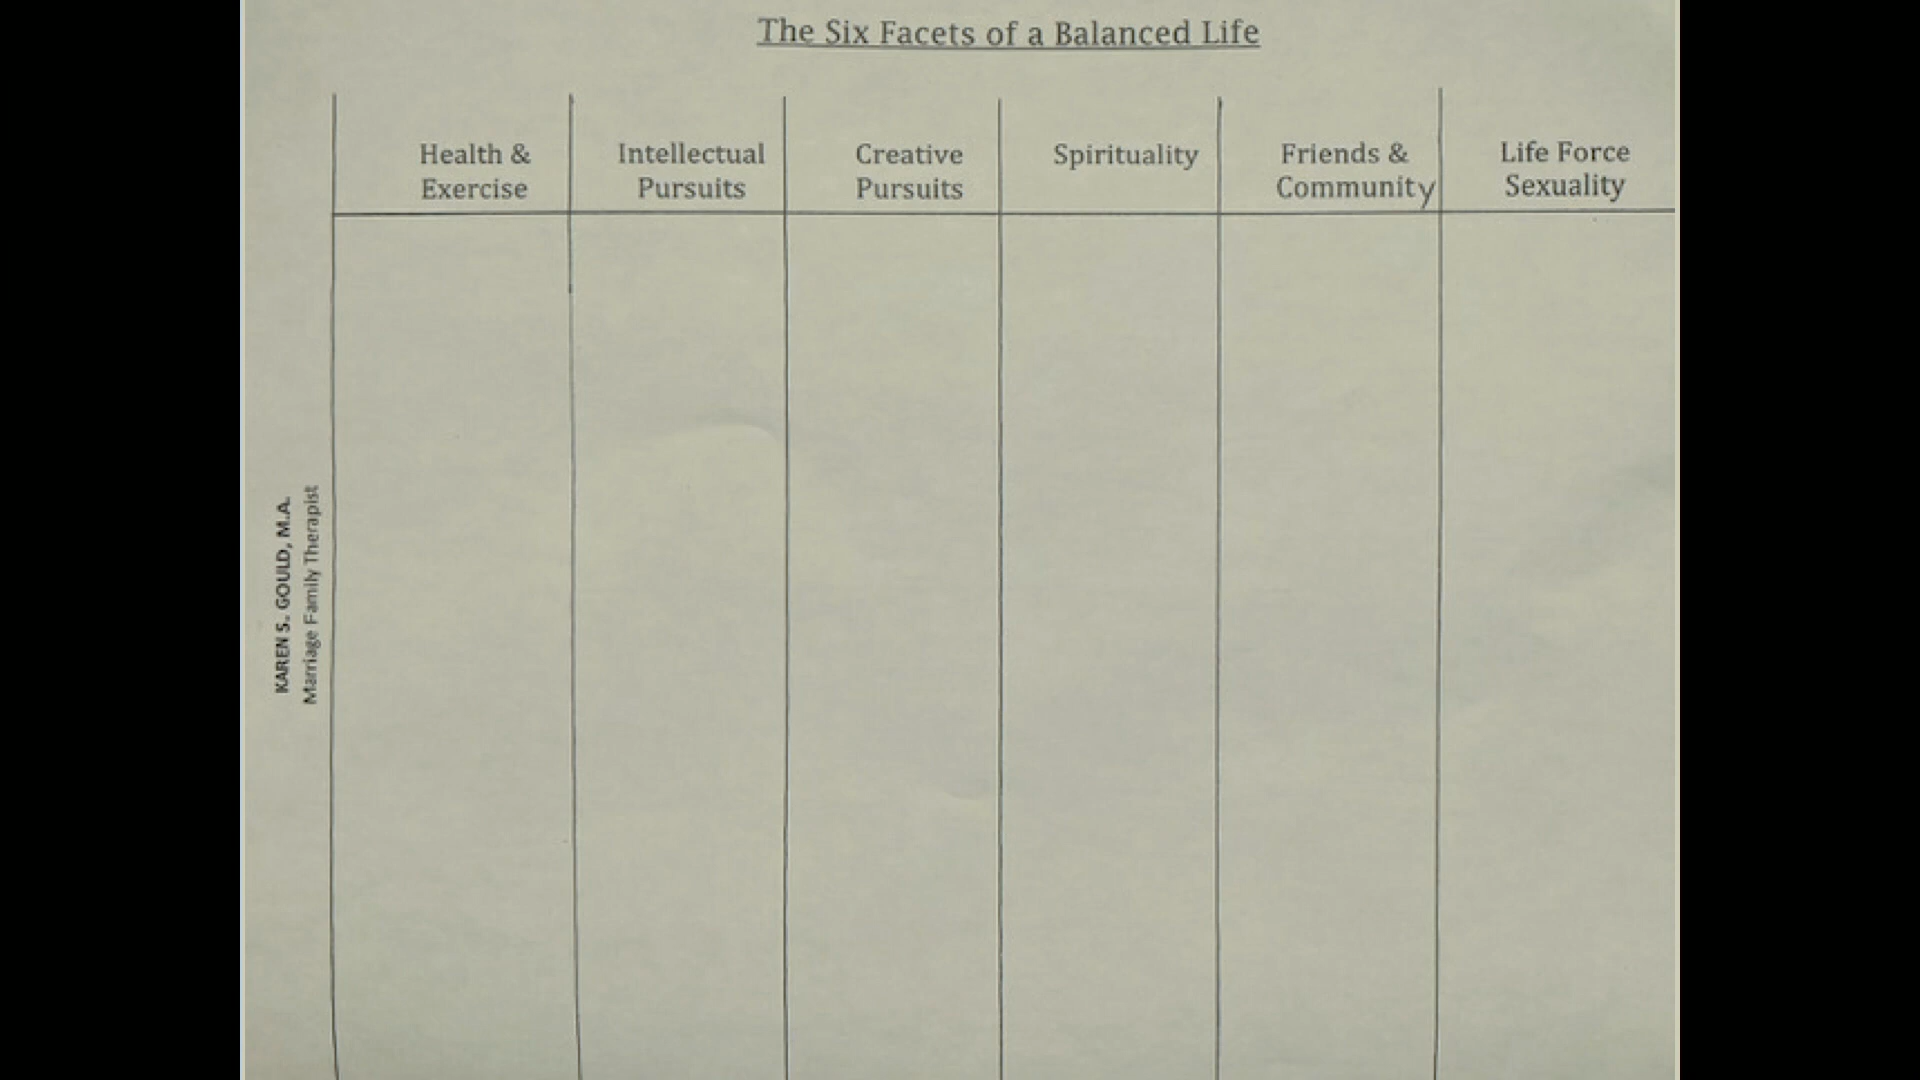 The Six Facets of a Balanced Life
Health &
Exercise
Intellectual
Pursuits
Creative
Pursuits
Spirituality
Friends &
Community
Life Force
Sexuality
KAREN S. GOULD, M.A.
Marriage Family Therapist